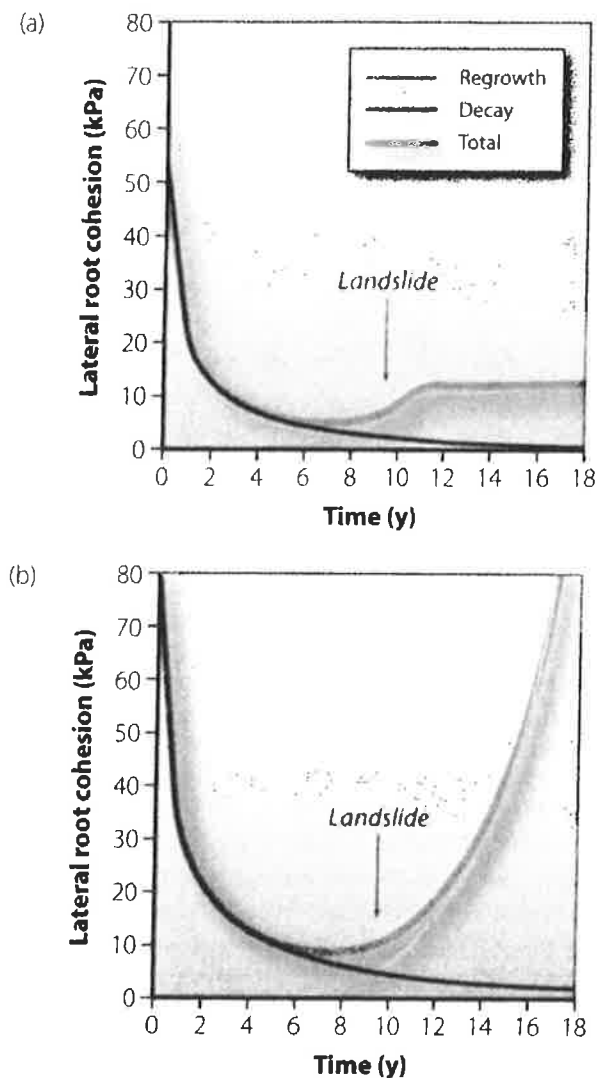 (a)
Lateral root cohesion (kPa)
80
70
60
50
40
30
20
10
0
Regrowth
Decay
Total
Landslide
0 2 4 6 8 10 12 14 16 18
Time (y)
(b)
Lateral root cohesion (kPa)
80
70
60
50
40
30
20
10
0
Landslide
0 2 4 6 8 10 12 14 16 18
Time (y)